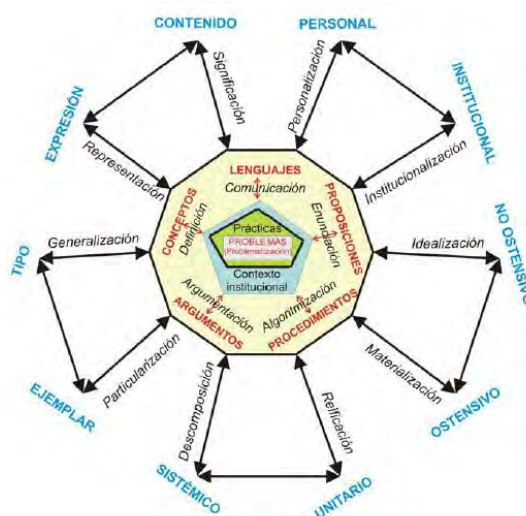 CONTENIDO
PERSONAL
EXPRESIÓN
Significación
Personalización
INSTITUCIONAL
Representación
Institucionalización
LENGUAJES
Comunicación
CONCEPTOS
Definición
PROPOSICIONES
Enunciación
Prácticas
PROBLEMAS
(Problematización)
Contexto
institucional
TIPO
Generalización
Idealización
NO OSTENSIVO
Argumentación
ARGUMENTOS
Algoritmización
PROCEDIMIENTOS
EJEMPLAR
Particularización
Materialización
OSTENSIVO
Descomposición
Reificación
SISTÉMICO
UNITARIO